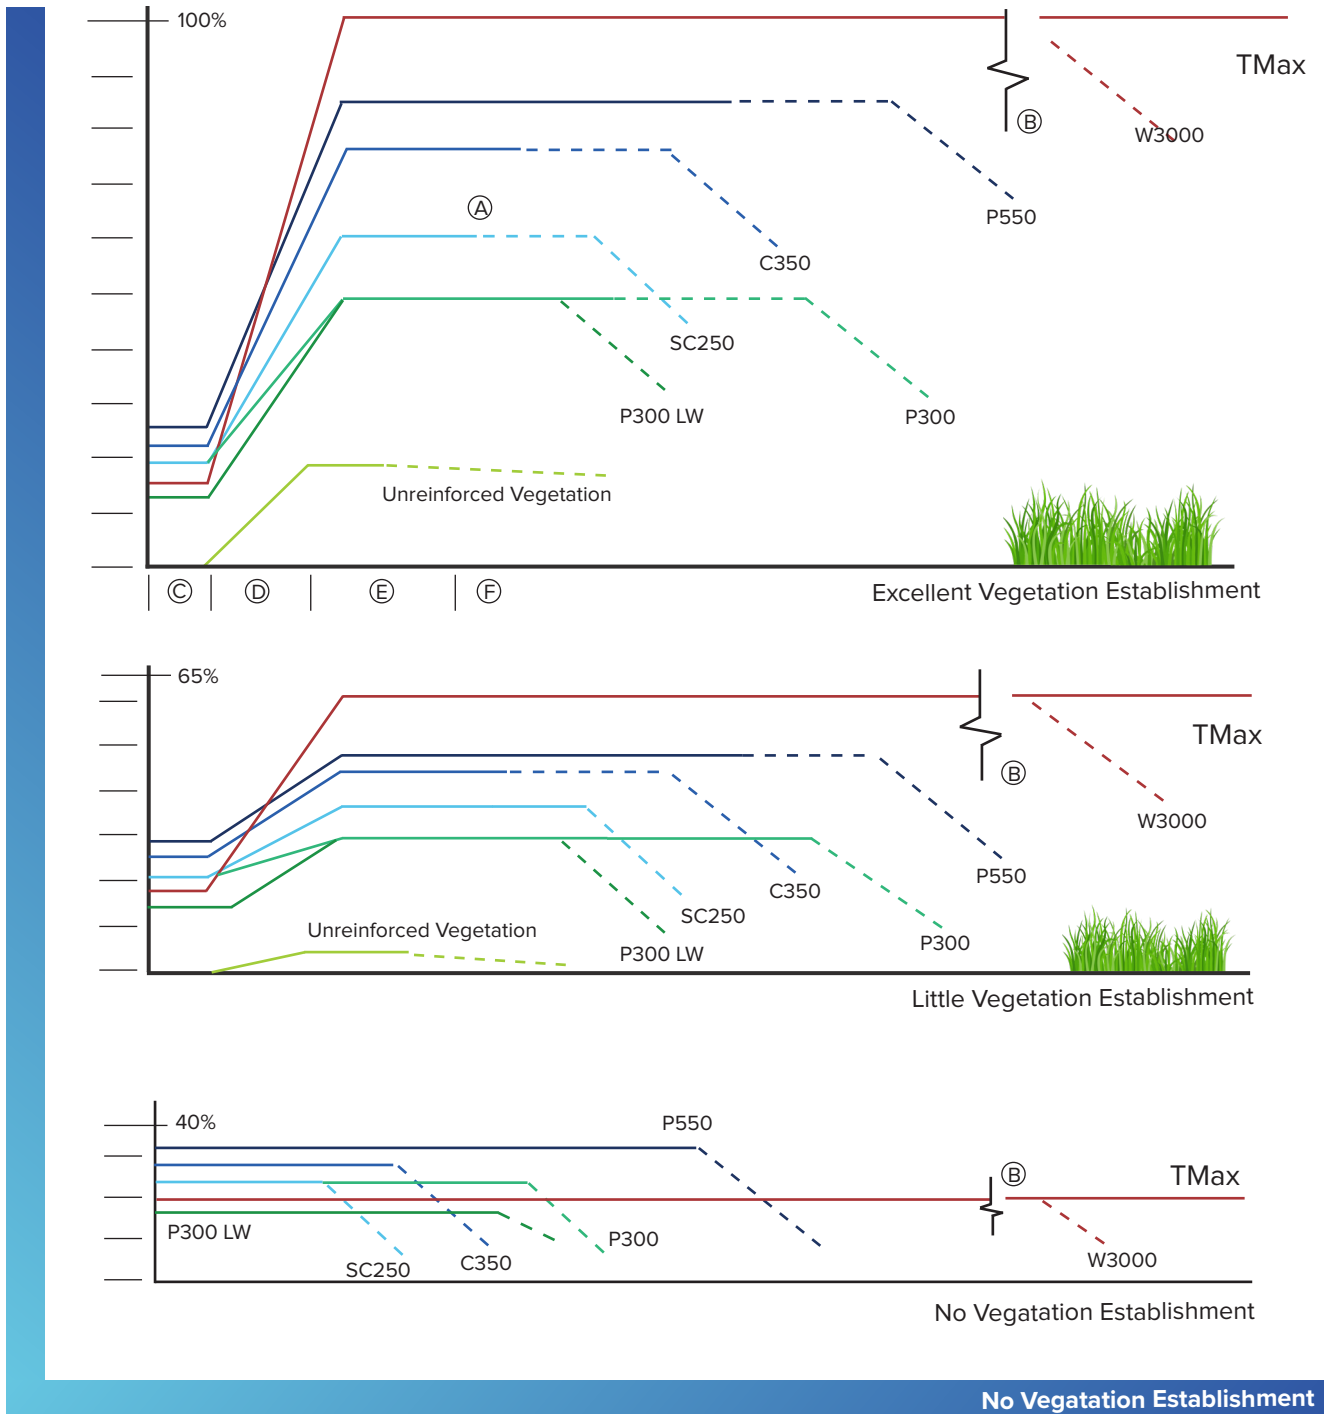 100%
TMax
W3000
Ⓑ
P550
Ⓐ
C350
SC250
P300 LW
P300
Unreinforced Vegetation
Ⓒ Ⓓ Ⓔ Ⓕ
Excellent Vegetation Establishment
65%
TMax
Ⓑ
W3000
P550
C350
SC250
Unreinforced Vegetation
P300
P300 LW
Little Vegetation Establishment
40%
P550
Ⓑ
TMax
P300 LW
P300
C350
SC250
W3000
No Vegatation Establishment
No Vegatation Establishment